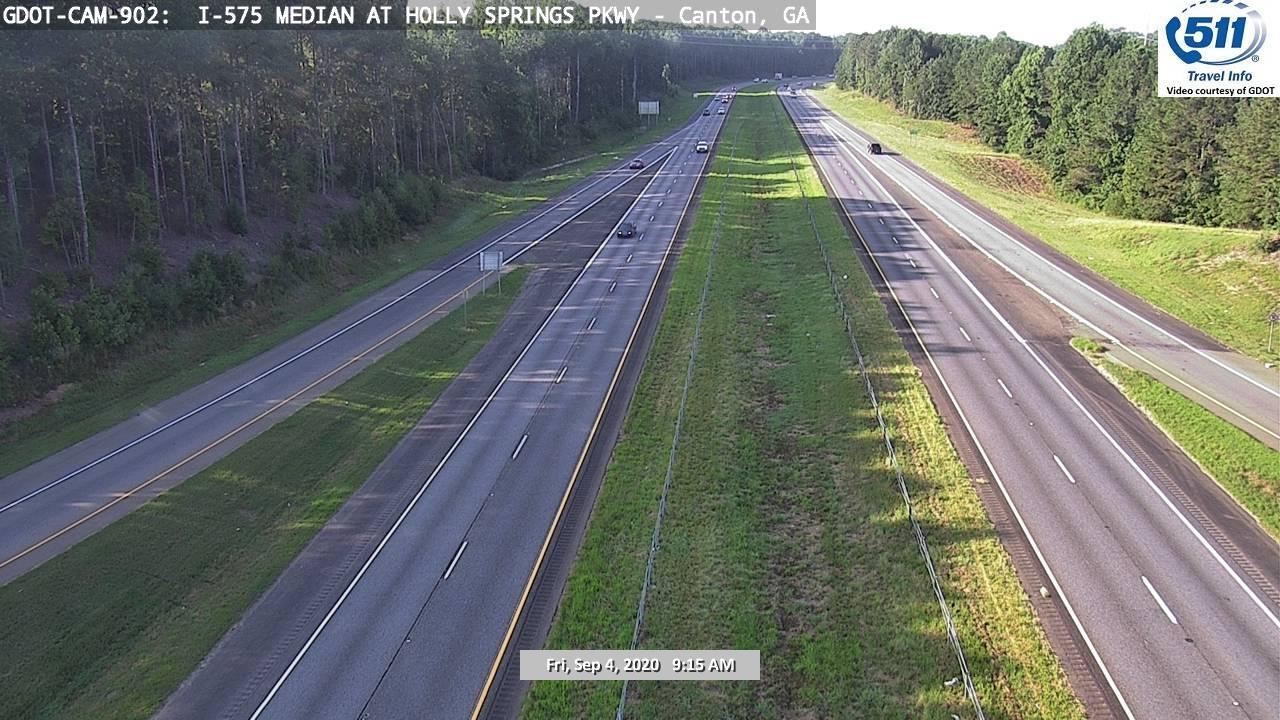 GDOT-CAM-902:  I-575 MEDIAN AT HOLLY SPRINGS PKWY - Canton, GA
511®
Travel Info
Video courtesy of GDOT
Fri, Sep 4, 2020   9:15 AM